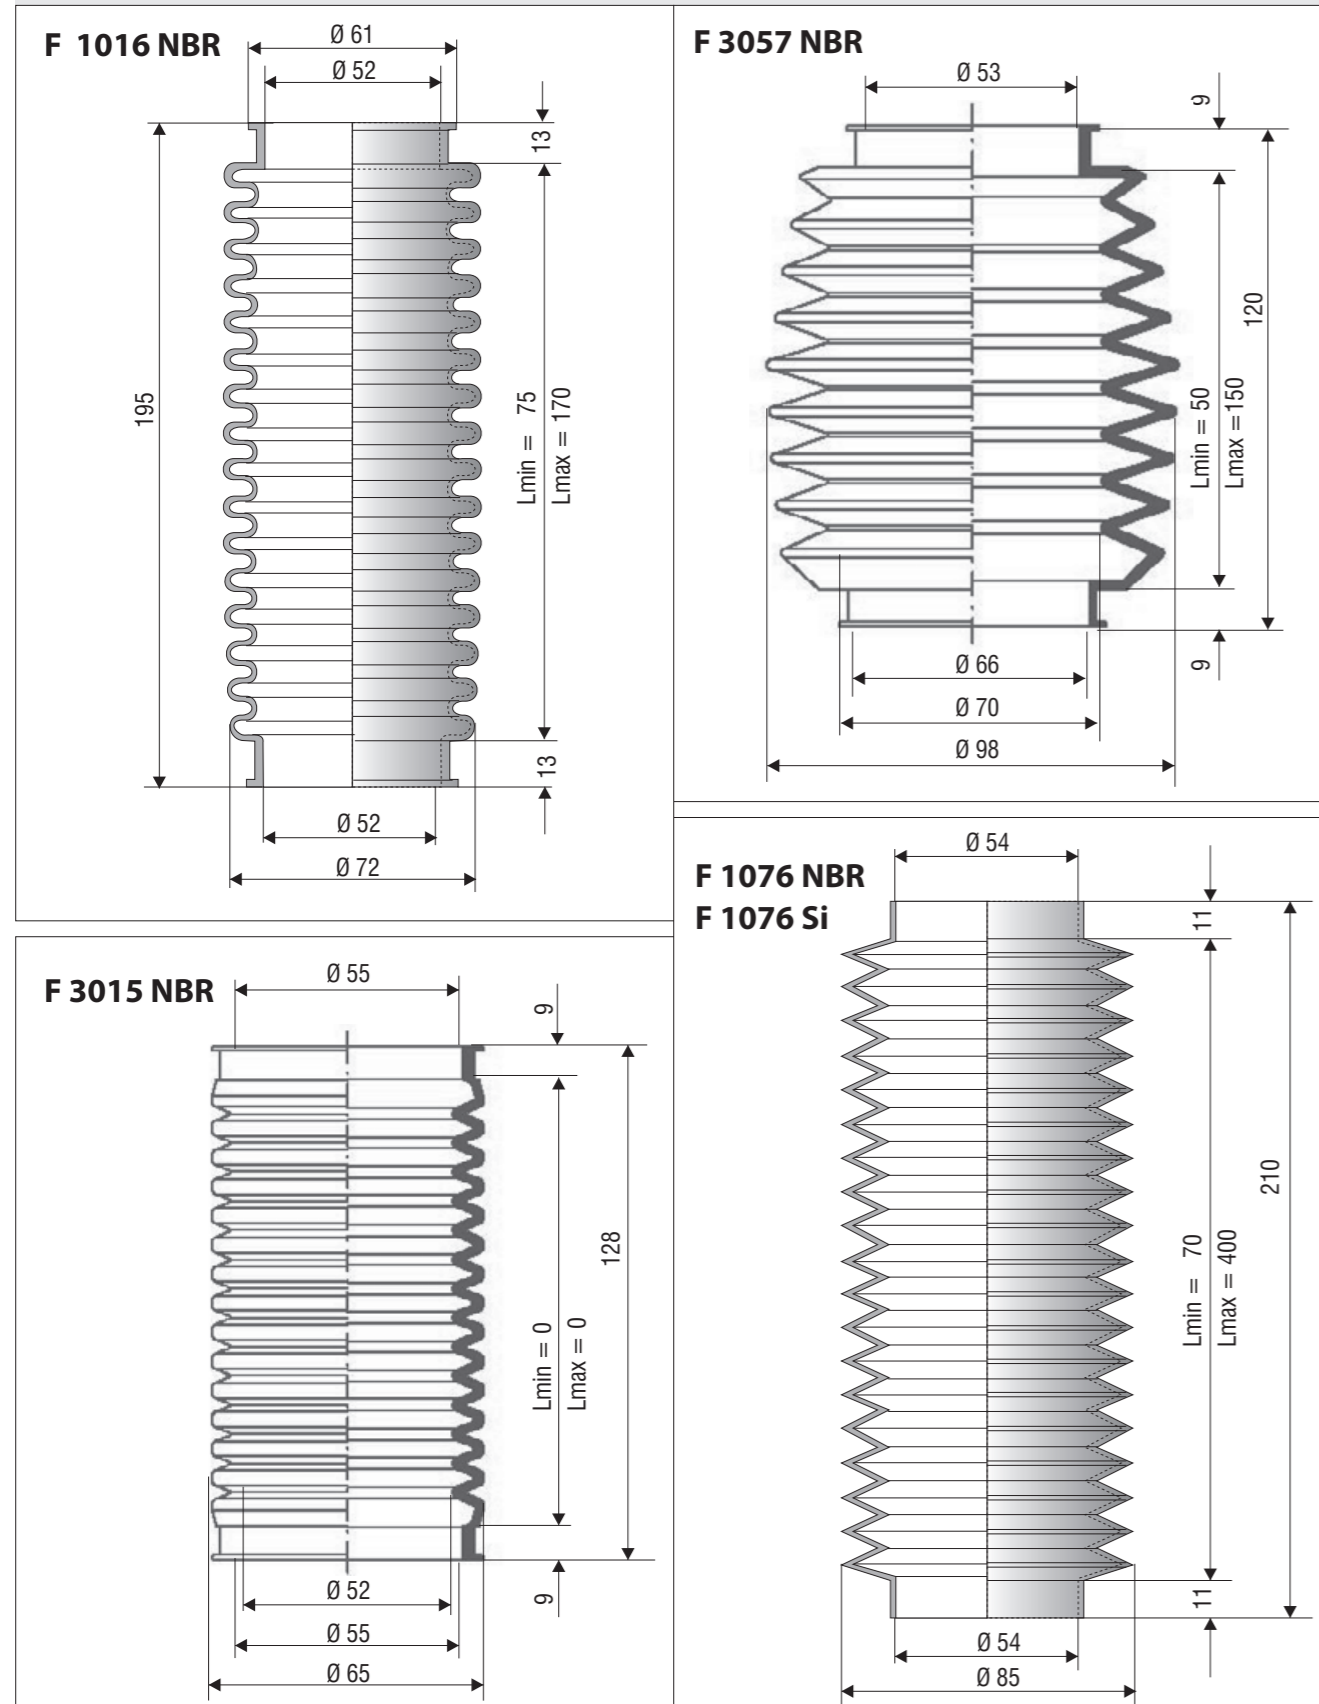 F 1016 NBR
Ø 61
Ø 52
13
195
Lmin = 75
Lmax = 170
13
Ø 52
Ø 72
F 3057 NBR
Ø 53
9
120
Lmin = 50
Lmax =150
9
Ø 66
Ø 70
Ø 98
F 3015 NBR
Ø 55
9
128
Lmin = 0
Lmax = 0
9
Ø 52
Ø 55
Ø 65
F 1076 NBR
F 1076 Si
Ø 54
11
210
Lmin = 70
Lmax = 400
11
Ø 54
Ø 85